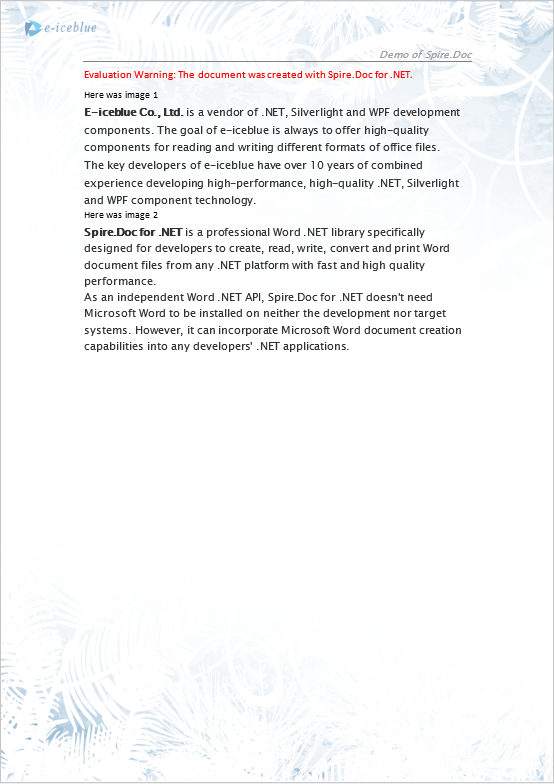 e-iceblue
Demo of Spire.Doc
Evaluation Warning: The document was created with Spire.Doc for .NET.
Here was image 1
E-iceblue Co., Ltd. is a vendor of .NET, Silverlight and WPF development
components. The goal of e-iceblue is always to offer high-quality
components for reading and writing different formats of office files.
The key developers of e-iceblue have over 10 years of combined
experience developing high-performance, high-quality .NET, Silverlight
and WPF component technology.
Here was image 2
Spire.Doc for .NET is a professional Word .NET library specifically
designed for developers to create, read, write, convert and print Word
document files from any .NET platform with fast and high quality
performance.
As an independent Word .NET API, Spire.Doc for .NET doesn't need
Microsoft Word to be installed on neither the development nor target
systems. However, it can incorporate Microsoft Word document creation
capabilities into any developers' .NET applications.